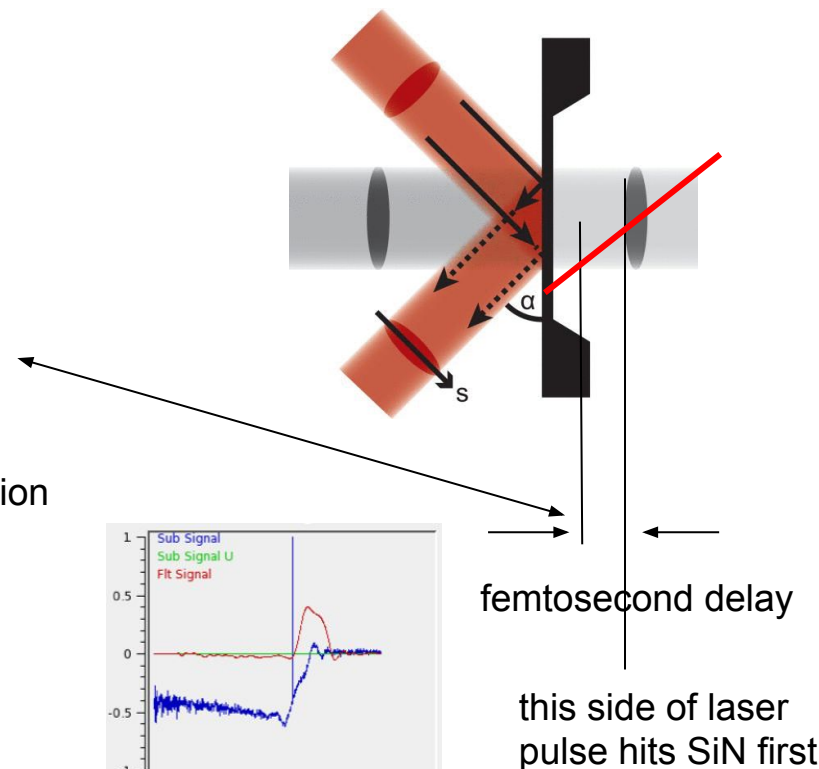 α
s
ion
1
Sub Signal
Sub Signal U
Flt Signal
0.5
0
-0.5
femtosecond delay
this side of laser
pulse hits SiN first